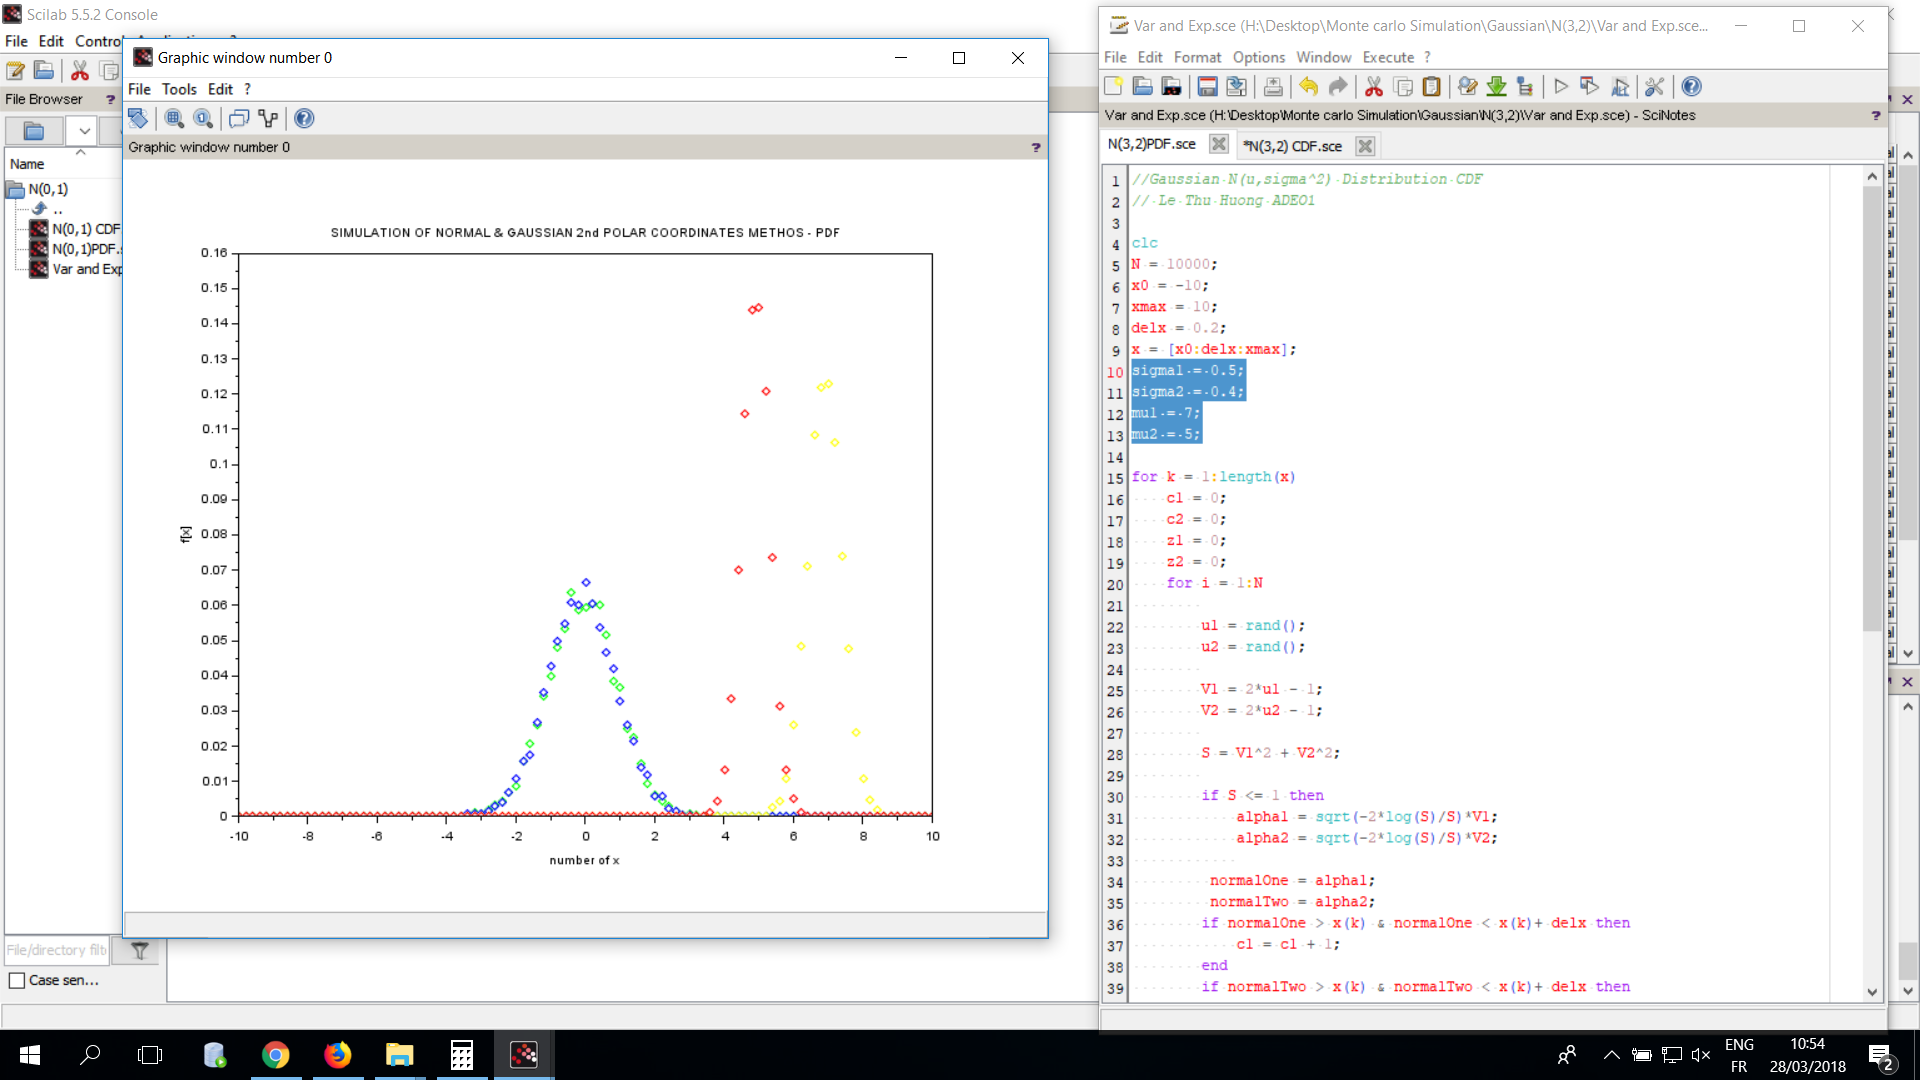 Scilab 5.5.2 Console
File Edit Contro
File Browser ?
Name
N(0,1)
..
N(0,1) CDF
N(0,1)PDF.
Var and Exp
File/directory filt
Case sen...
Graphic window number 0
File Tools Edit ?
Graphic window number 0 ?
SIMULATION OF NORMAL & GAUSSIAN 2nd POLAR COORDINATES METHOS - PDF
0.16
0.15
0.14
0.13
0.12
0.11
0.1
0.09
0.08
0.07
0.06
0.05
0.04
0.03
0.02
0.01
0
f[x]
-10 -8 -6 -4 -2 0 2 4 6 8 10
number of x
Var and Exp.sce (H:\Desktop\Monte carlo Simulation\Gaussian\N(3,2)\Var and Exp.sce...
File Edit Format Options Window Execute ?
Var and Exp.sce (H:\Desktop\Monte carlo Simulation\Gaussian\N(3,2)\Var and Exp.sce) - SciNotes ?
N(3,2)PDF.sce *N(3,2) CDF.sce
1 //Gaussian N(u,sigma^2) Distribution CDF
2 // Le Thu Huong ADEO1
3
4 clc
5 N = 10000;
6 x0 = -10;
7 xmax = 10;
8 delx = 0.2;
9 x = [x0:delx:xmax];
10 sigma1 = 0.5;
11 sigma2 = 0.4;
12 mu1 = 7;
13 mu2 = 5;
14
15 for k = 1:length(x)
16 c1 = 0;
17 c2 = 0;
18 z1 = 0;
19 z2 = 0;
20 for i = 1:N
21
22 u1 = rand();
23 u2 = rand();
24
25 V1 = 2*u1 - 1;
26 V2 = 2*u2 - 1;
27
28 S = V1^2 + V2^2;
29
30 if S <= 1 then
31 alpha1 = sqrt(-2*log(S)/S)*V1;
32 alpha2 = sqrt(-2*log(S)/S)*V2;
33
34 normalOne = alpha1;
35 normalTwo = alpha2;
36 if normalOne > x(k) & normalOne < x(k)+ delx then
37 c1 = c1 + 1;
38 end
39 if normalTwo > x(k) & normalTwo < x(k)+ delx then
ENG
FR
10:54
28/03/2018
2